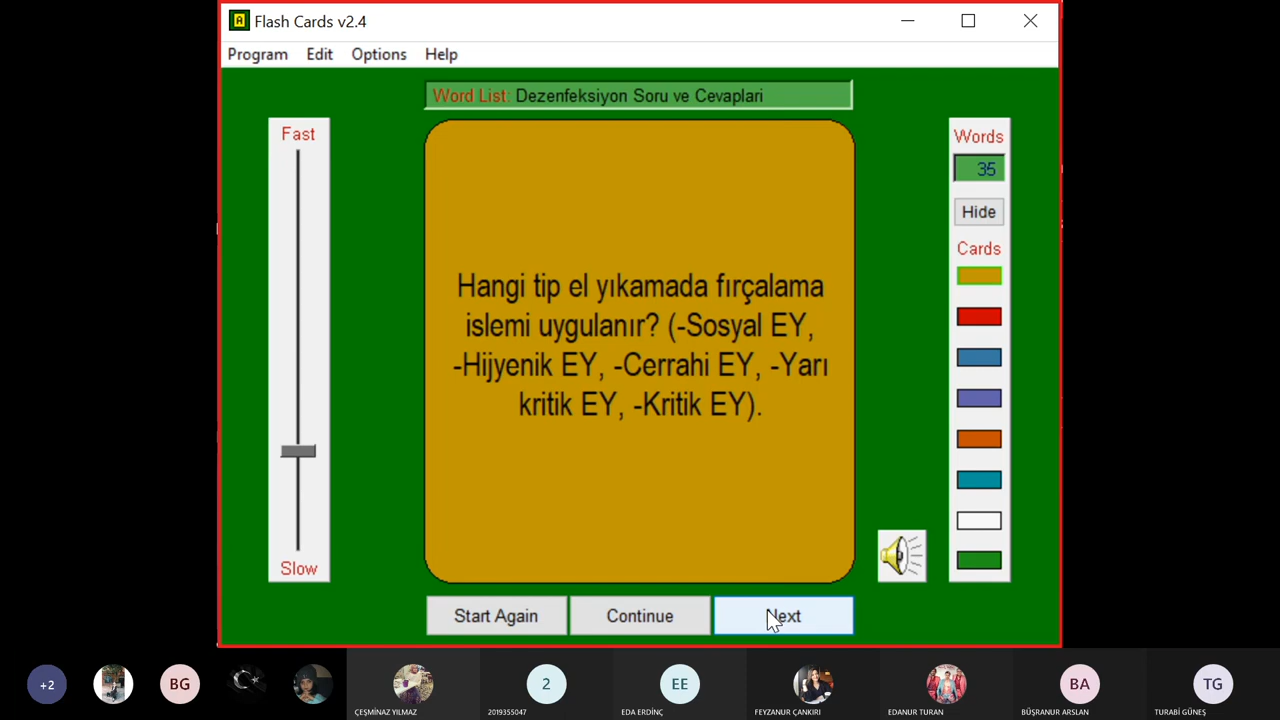 Flash Cards v2.4
Program Edit Options Help
Word List: Dezenfeksiyon Soru ve Cevaplari
Fast
Slow
Hangi tip el yıkamada fırçalama
islemi uygulanır? (-Sosyal EY,
-Hijyenik EY, -Cerrahi EY, -Yarı
kritik EY, -Kritik EY).
Words
35
Hide
Cards
Start Again Continue Next
+2 BG 2 EE BA TG
ÇEŞMİNAZ YILMAZ 2019355047 EDA ERDİNÇ FEYZANUR ÇANKIRI EDANUR TURAN BÜŞRANUR ARSLAN TURABİ GÜNEŞ